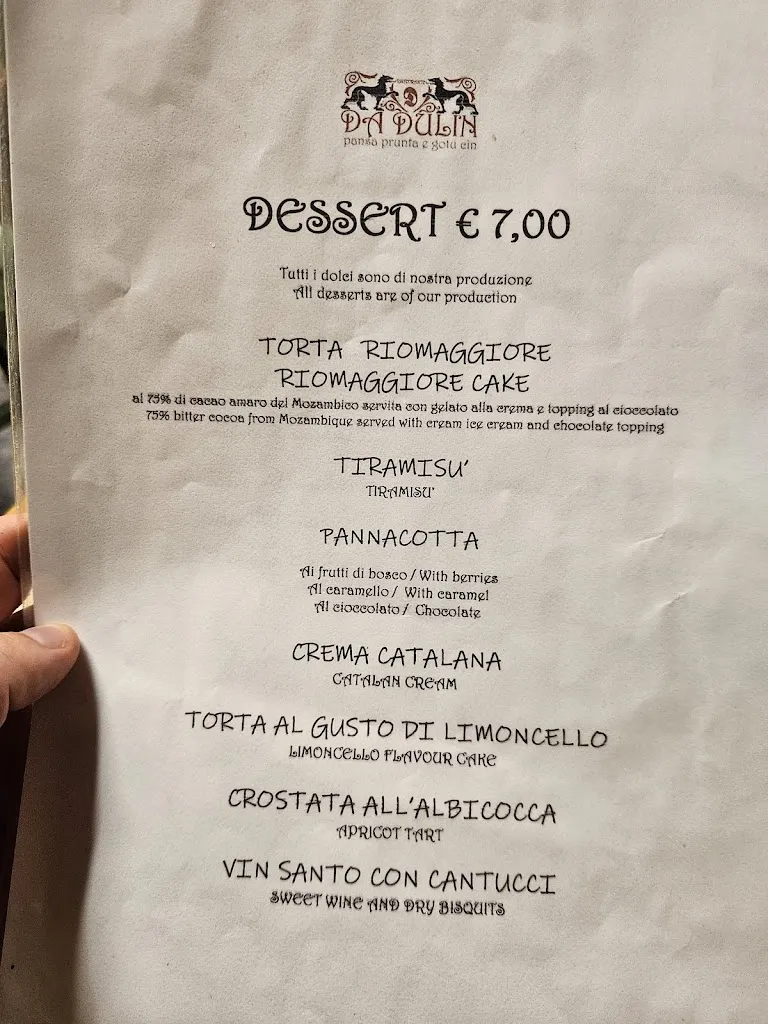 DA DULIN
pansa prunta e gotu cin
DESSERT € 7,00
Tutti i dolci sono di nostra produzione
All desserts are of our production
TORTA RIOMAGGIORE
RIOMAGGIORE CAKE
al 75% di cacao amaro del Mozambico servita con gelato alla crema e topping al cioccolato
75% bitter cocoa from Mozambique served with cream ice cream and chocolate topping
TIRAMISU'
TIRAMISU'
PANNACOTTA
Ai frutti di bosco / With berries
Al caramello / With caramel
Al cioccolato / Chocolate
CREMA CATALANA
CATALAN CREAM
TORTA AL GUSTO DI LIMONCELLO
LIMONCELLO FLAVOUR CAKE
CROSTATA ALL'ALBICOCCA
APRICOT TART
VIN SANTO CON CANTUCCI
SWEET WINE AND DRY BISQUITS